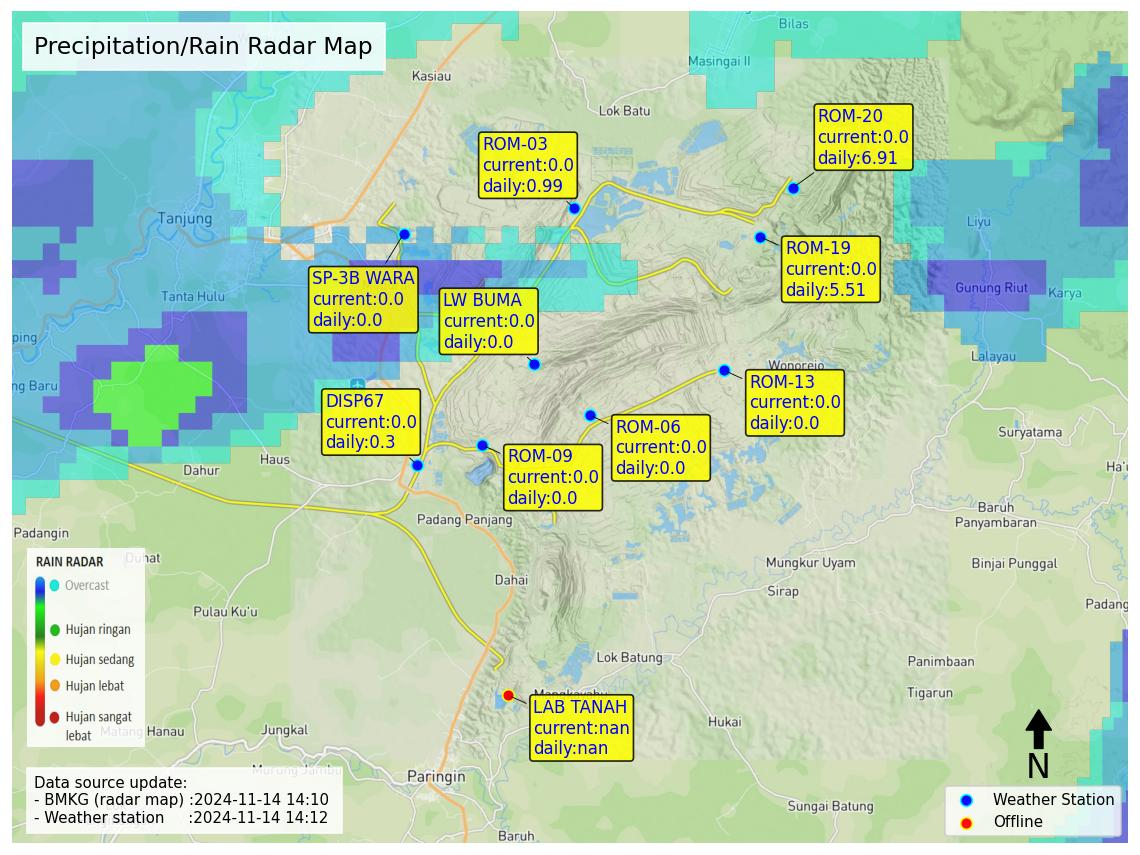 Precipitation/Rain Radar Map
Bilas
Masingai II
Kasiau
Lok Batu
ROM-20
current:0.0
daily:6.91
ROM-03
current:0.0
daily:0.99
Tanjung
Liyu
ROM-19
current:0.0
daily:5.51
SP-3B WARA
current:0.0
daily:0.0
Tanta Hulu
LW BUMA
current:0.0
daily:0.0
Gunung Riut
Karya
ping
Lalayau
Wonorejo
ng Baru
ROM-13
current:0.0
daily:0.0
DISP67
current:0.0
daily:0.3
ROM-06
current:0.0
daily:0.0
Suryatama
ROM-09
current:0.0
daily:0.0
Haus
Dahur
Ha'u
Padang Panjang
Baruh
Panyambaran
Padangin
Duhat
Mungkur Uyam
Binjai Punggal
Dahai
Sirap
Padang
Pulau Ku'u
RAIN RADAR
Overcast
Hujan ringan
Hujan sedang
Hujan lebat
Hujan sangat
lebat
Lok Batung
Panimbaan
Tigarun
Mangkayahu
LAB TANAH
current:nan
daily:nan
Hukai
Matang Hanau
Jungkal
Murung Jambu
Paringin
N
Data source update:
- BMKG (radar map) :2024-11-14 14:10
- Weather station :2024-11-14 14:12
Sungai Batung
Baruh
Weather Station
Offline